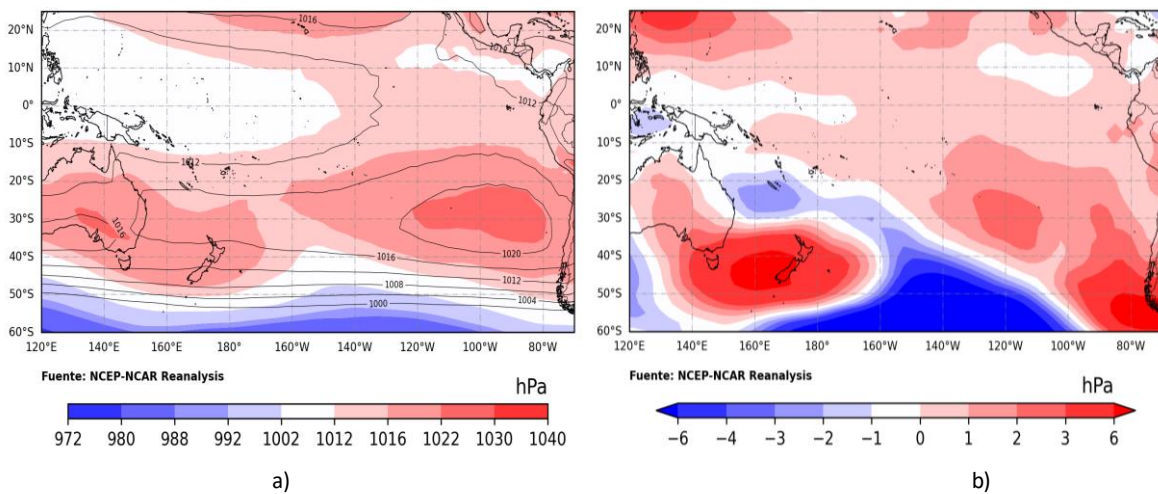 1016
1012
1012
1012
1016
1020
1016
1012
1008
1004
1000
20°N
10°N
0°
10°S
20°S
30°S
40°S
50°S
60°S
120°E 140°E 160°E 180° 160°W 140°W 120°W 100°W 80°W
Fuente: NCEP-NCAR Reanalysis
hPa
972 980 988 992 1002 1012 1016 1022 1030 1040
a)
20°N
10°N
0°
10°S
20°S
30°S
40°S
50°S
60°S
120°E 140°E 160°E 180° 160°W 140°W 120°W 100°W 80°W
Fuente: NCEP-NCAR Reanalysis
hPa
−6 −4 −3 −2 −1 0 1 2 3 6
b)